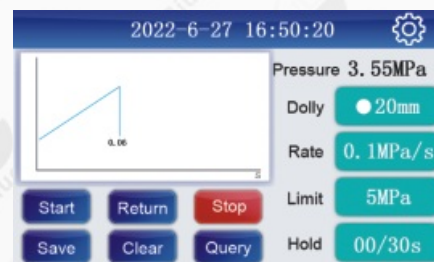 2022-6-27 16:50:20
Pressure 3.55MPa
Dolly 20mm
0.06
Rate 0.1MPa/s
S
Start Return Stop
Limit 5MPa
Save Clear Query
Hold 00/30s